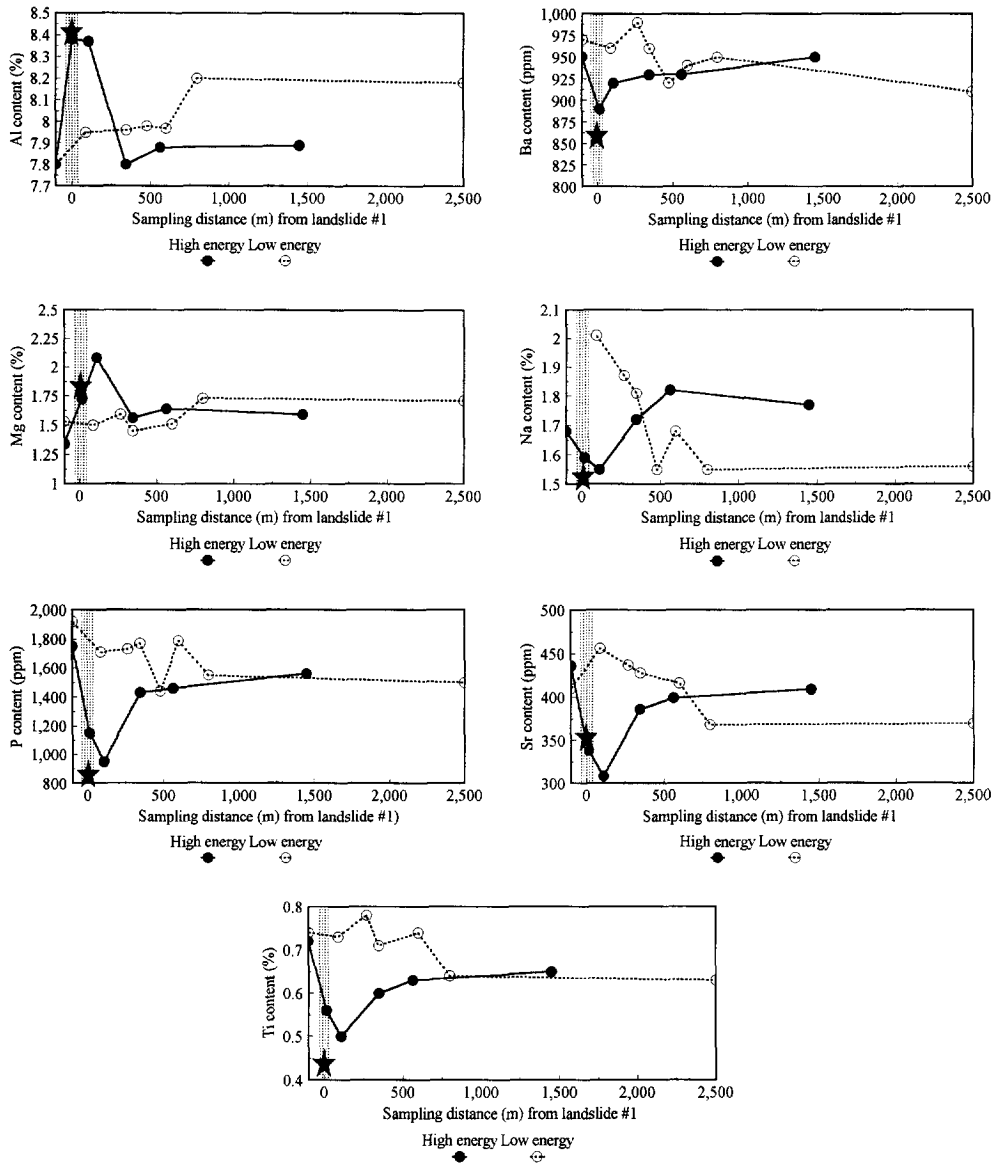 8.5
8.4
8.3
8.2
8.1
8
7.9
7.8
7.7
Al content (%)
0 500 1,000 1,500 2,000 2,500
Sampling distance (m) from landslide #1
High energy Low energy
1,000
975
950
925
900
875
850
825
800
Ba content (ppm)
0 500 1,000 1,500 2,000 2,500
Sampling distance (m) from landslide #1
High energy Low energy
2.5
2.25
2
1.75
1.5
1.25
1
Mg content (%)
0 500 1,000 1,500 2,000 2,500
Sampling distance (m) from landslide #1
High energy Low energy
2.1
2
1.9
1.8
1.7
1.6
1.5
Na content (%)
0 500 1,000 1,500 2,000 2,500
Sampling distance (m) from landslide #1
High energy Low energy
2,000
1,800
1,600
1,400
1,200
1,000
800
P content (ppm)
0 500 1,000 1,500 2,000 2,500
Sampling distance (m) from landslide #1)
High energy Low energy
500
450
400
350
300
Sr content (ppm)
0 500 1,000 1,500 2,000 2,500
Sampling distance (m) from landslide #1
High energy Low energy
0.8
0.7
0.6
0.5
0.4
Ti content (%)
0 500 1,000 1,500 2,000 2,500
Sampling distance (m) from landslide #1
High energy Low energy